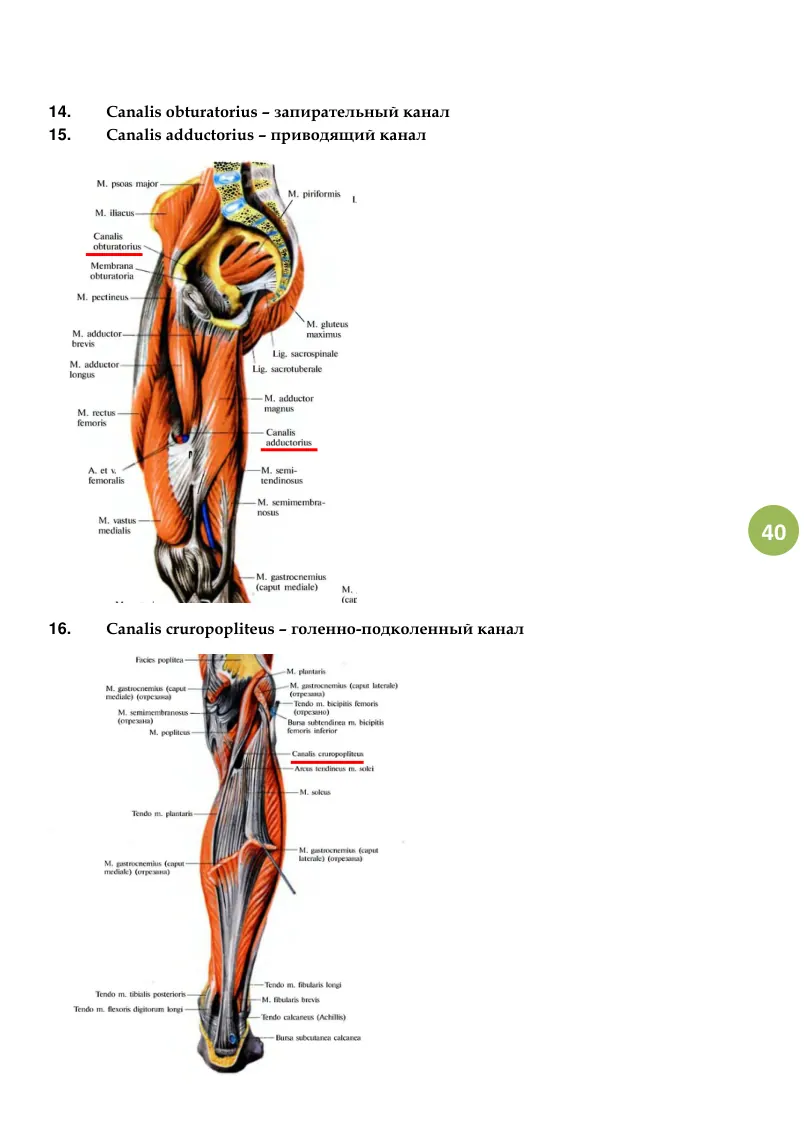 14. Canalis obturatorius – запирательный канал
15. Canalis adductorius – приводящий канал
M. psoas major
M. piriformis
M. iliacus
Canalis
obturatorius
Membrana
obturatoria
M. pectineus
M. gluteus
maximus
M. adductor
brevis
Lig. sacrospinale
M. adductor
longus
Lig. sacrotuberale
M. adductor
magnus
M. rectus
femoris
Canalis
adductorius
A. et v.
femoralis
M. semi-
tendinosus
M. semimembra-
nosus
M. vastus
medialis
M. gastrocnemius
(caput mediale)
M.
40
16. Canalis cruropopliteus – голенно-подколенный канал
Facies poplitea
M. plantaris
M. gastrocnemius (caput
mediale) (отрезана)
M. gastrocnemius (caput laterale)
(отрезана)
Tendo m. bicipitis femoris
(отрезано)
M. semimembranosus
(отрезана)
Bursa subtendinea m. bicipitis
femoris inferior
M. popliteus
Canalis cruropopliteus
Arcus tendineus m. solei
M. soleus
Tendo m. plantaris
M. gastrocnemius (caput
laterale) (отрезана)
M. gastrocnemius (caput
mediale) (отрезана)
Tendo m. fibularis longi
Tendo m. tibialis posterioris
M. fibularis brevis
Tendo m. flexoris digitorum longi
Tendo calcaneus (Achillis)
Bursa subcutanea calcanea